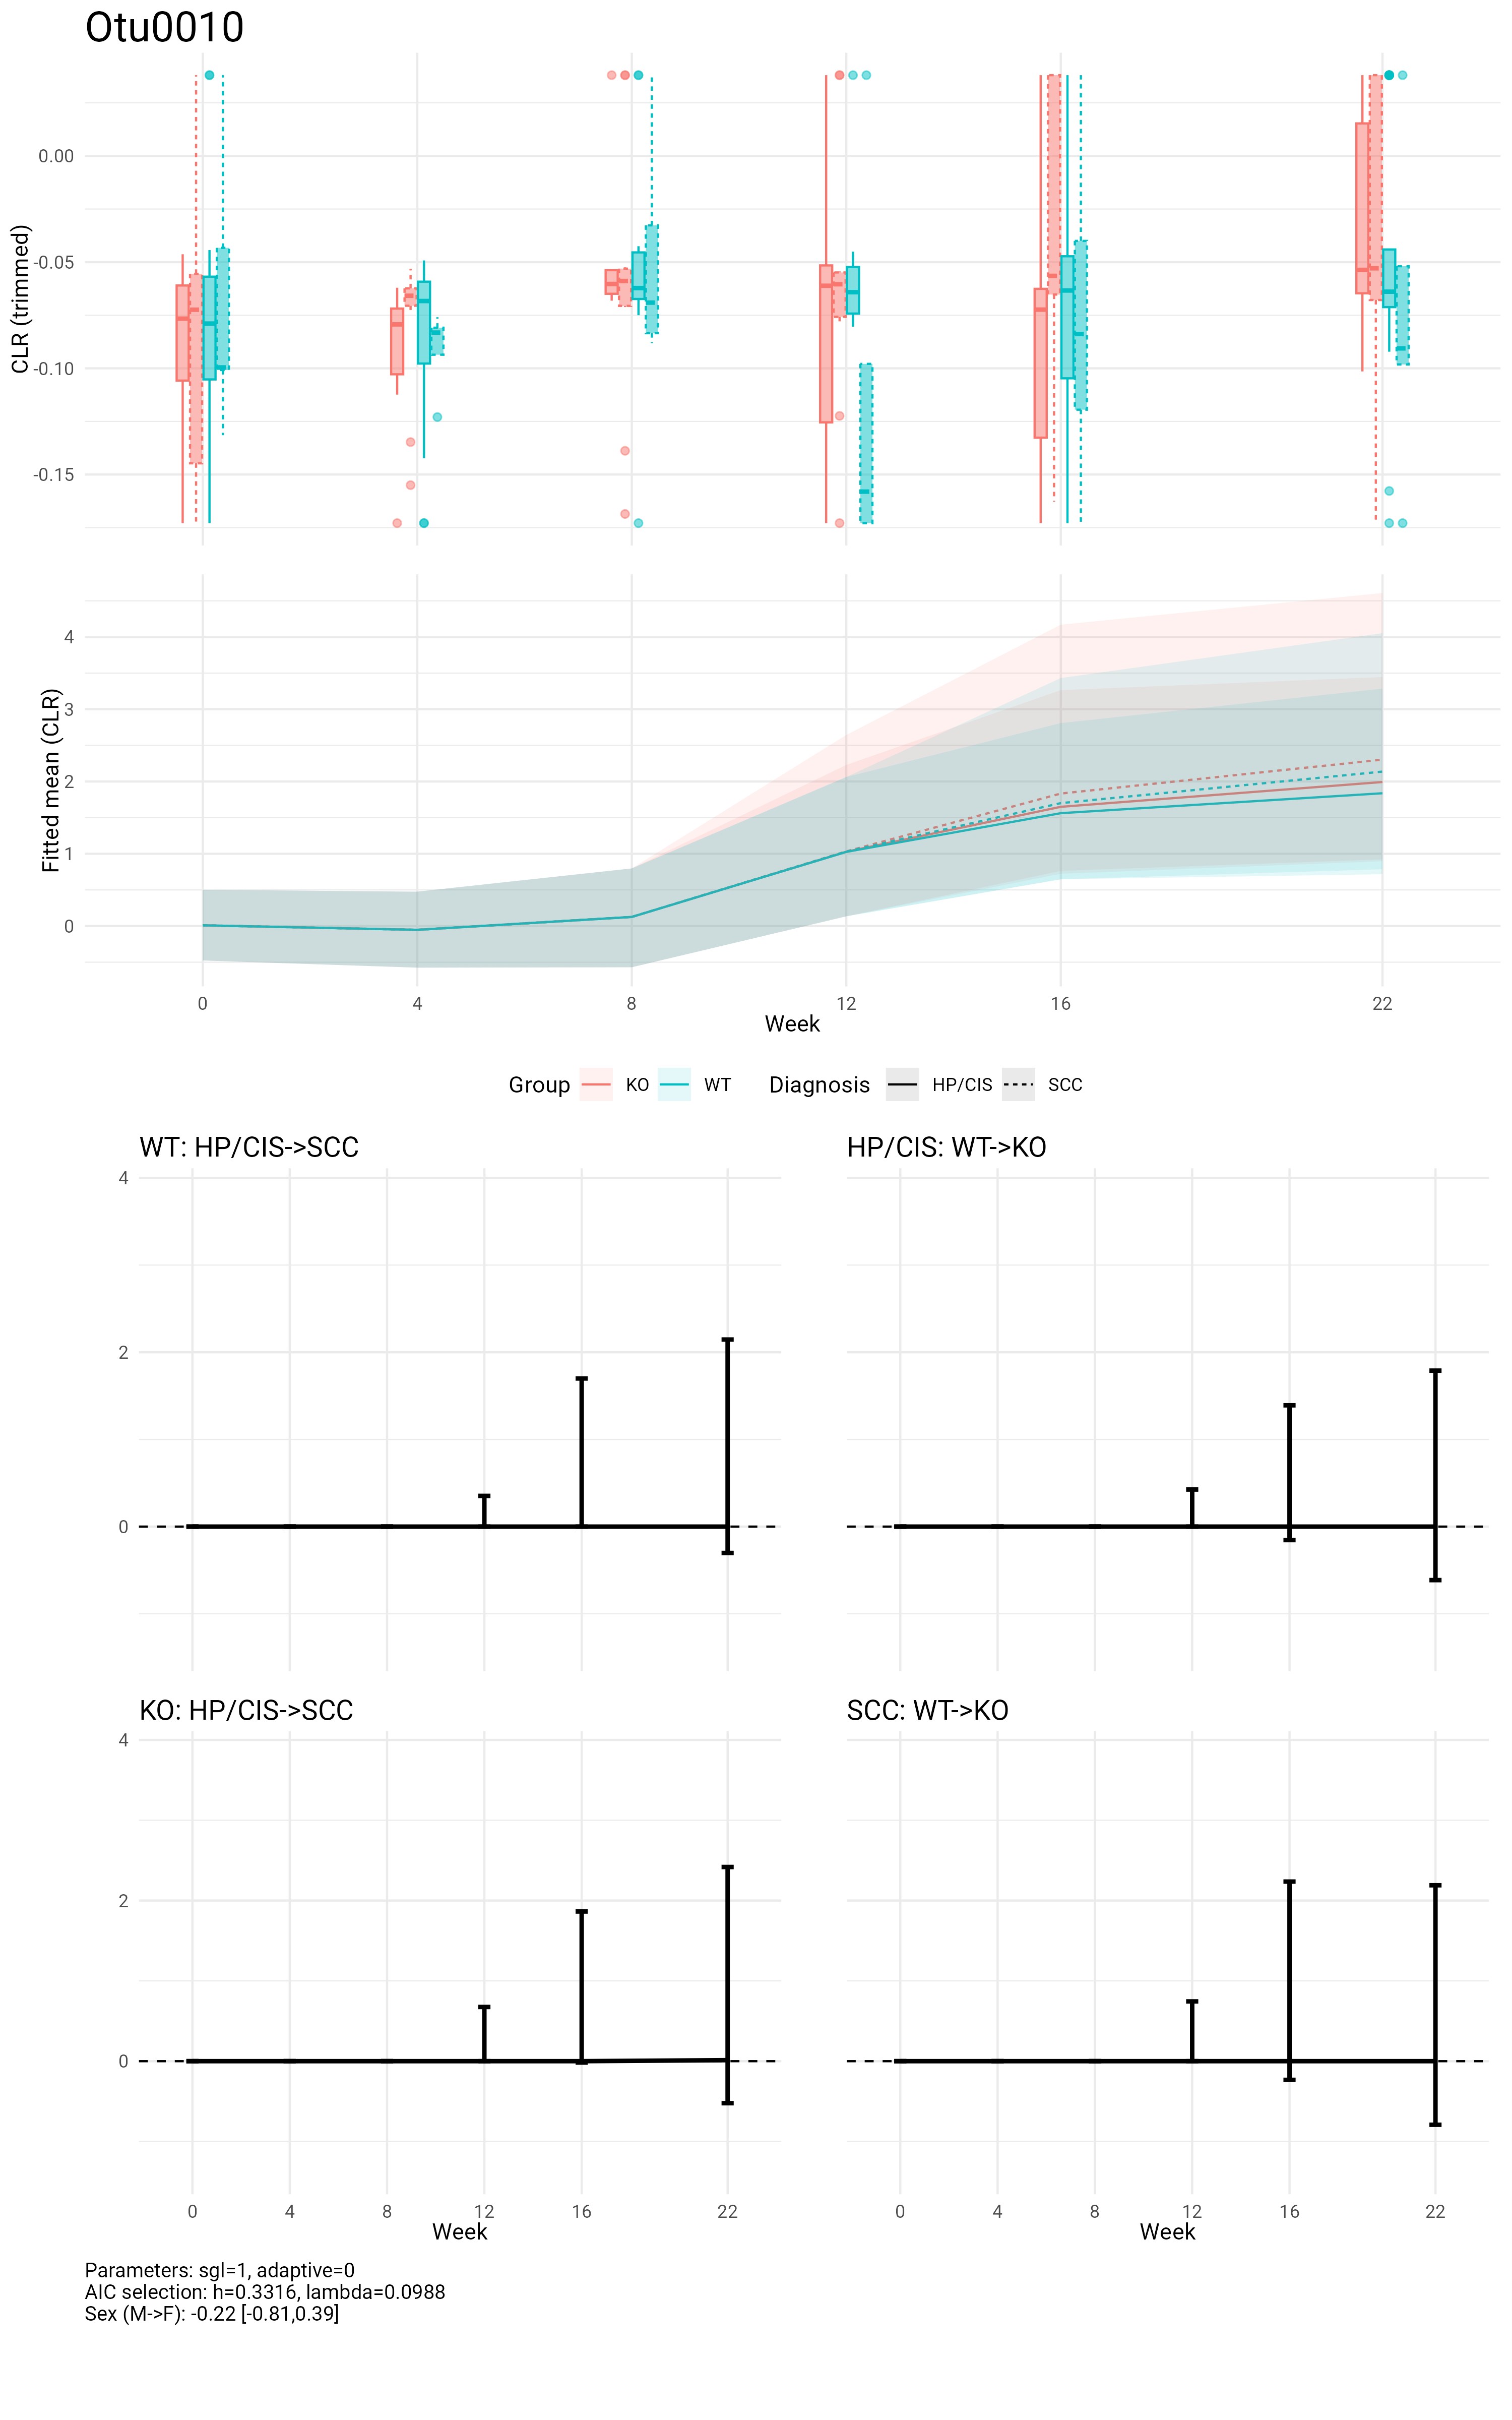 Otu0010
CLR (trimmed)
0.00
-0.05
-0.10
-0.15
Fitted mean (CLR)
4
3
2
1
0
0 4 8 12 16 22
Week
Group KO WT Diagnosis HP/CIS SCC
WT: HP/CIS->SCC
HP/CIS: WT->KO
4
2
0
KO: HP/CIS->SCC
SCC: WT->KO
4
2
0
0 4 8 12 16 22
0 4 8 12 16 22
Week
Week
Parameters: sgl=1, adaptive=0
AIC selection: h=0.3316, lambda=0.0988
Sex (M->F): -0.22 [-0.81,0.39]